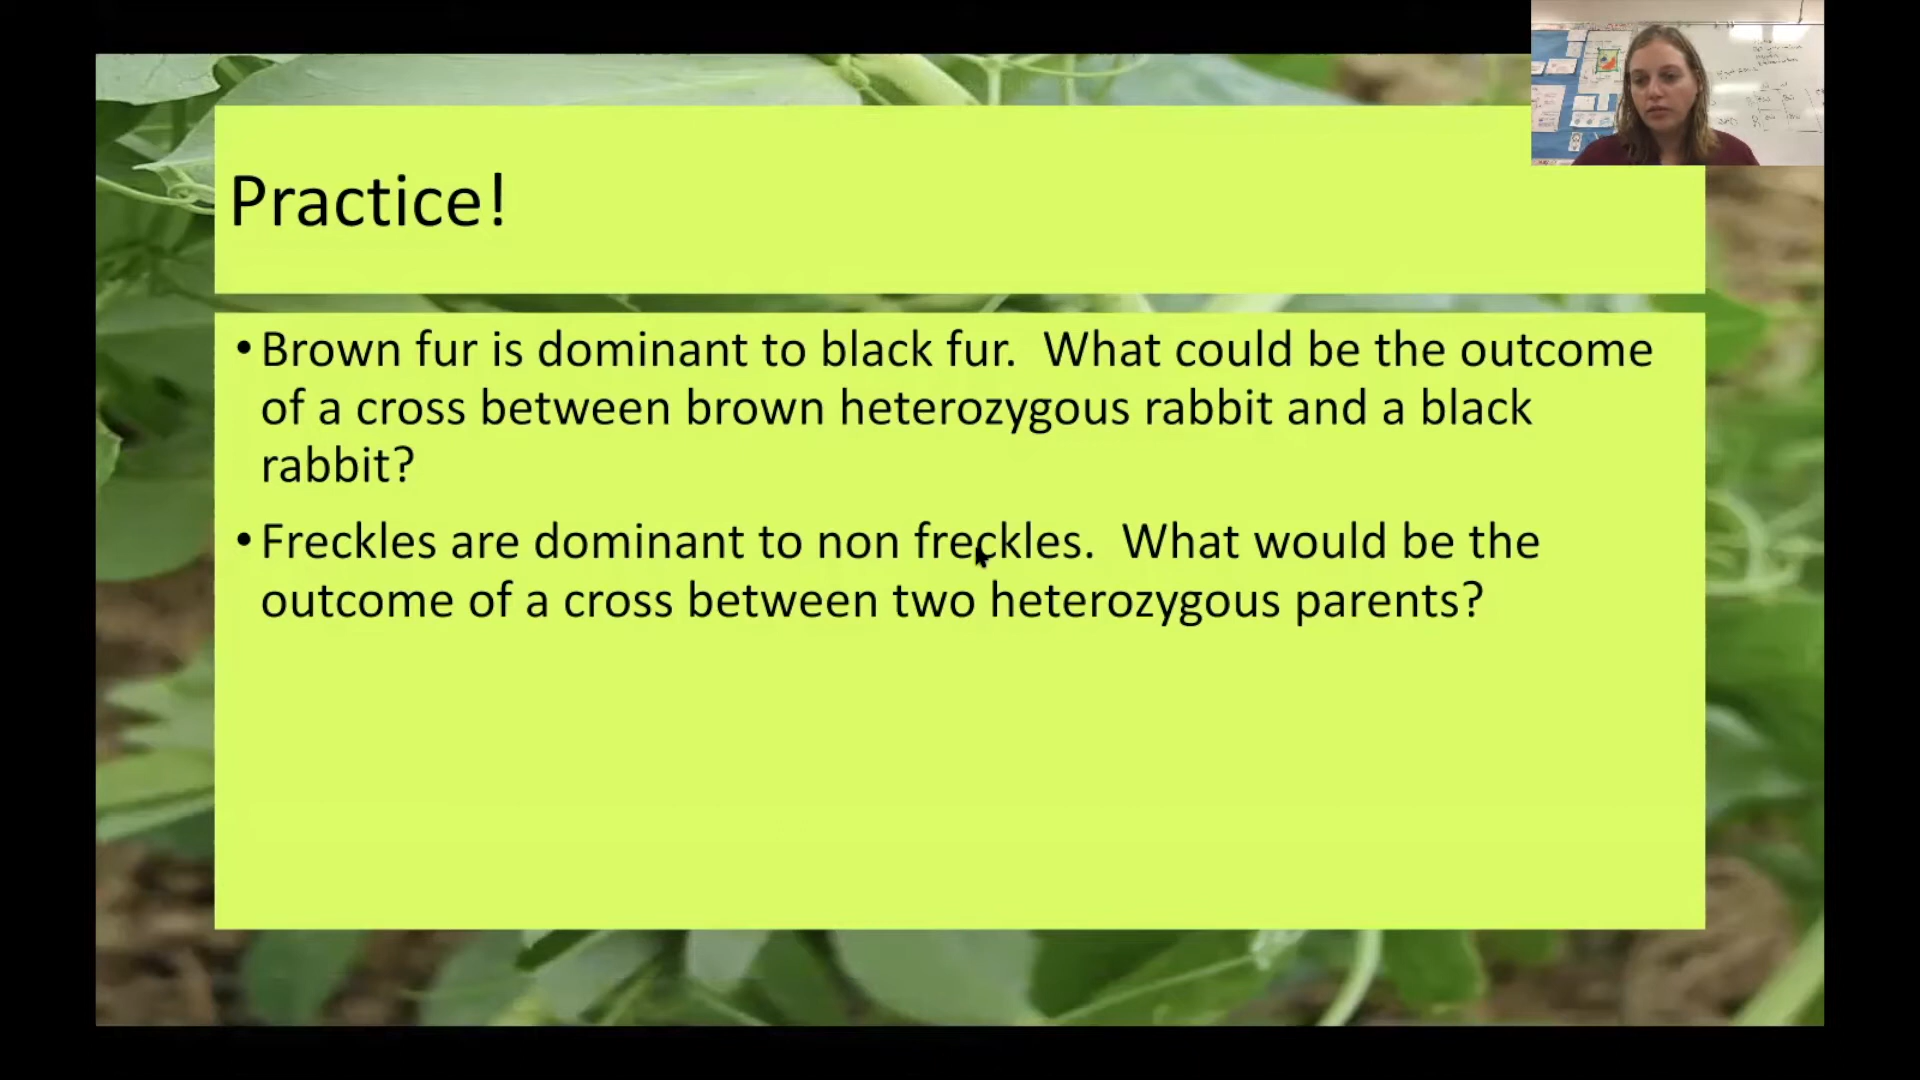 Practice!
• Brown fur is dominant to black fur.  What could be the outcome
of a cross between brown heterozygous rabbit and a black
rabbit?
• Freckles are dominant to non freckles.  What would be the
outcome of a cross between two heterozygous parents?